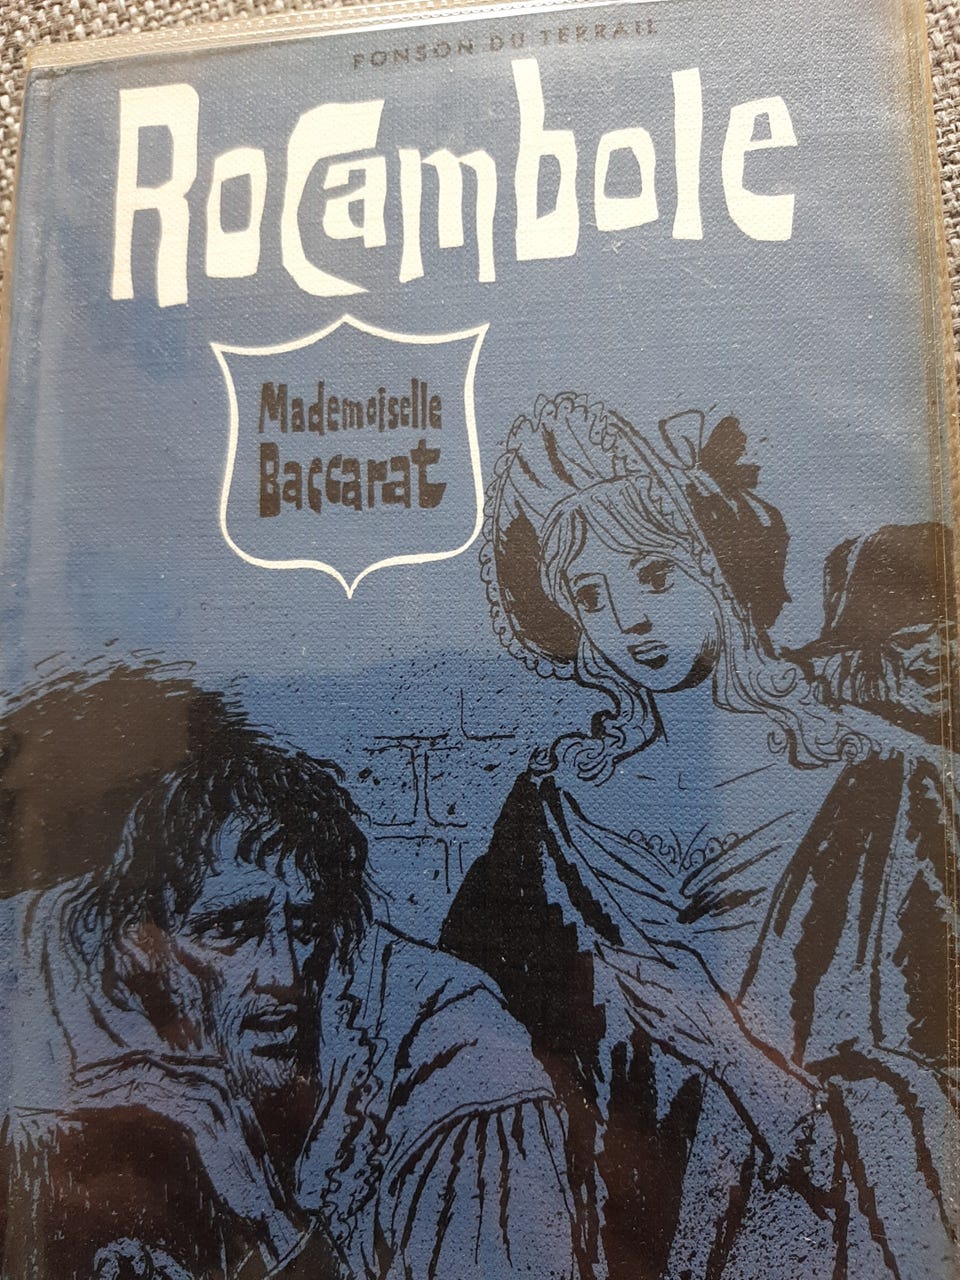 PONSON DU TERRAIL
Rocambole
Mademoiselle
Baccarat